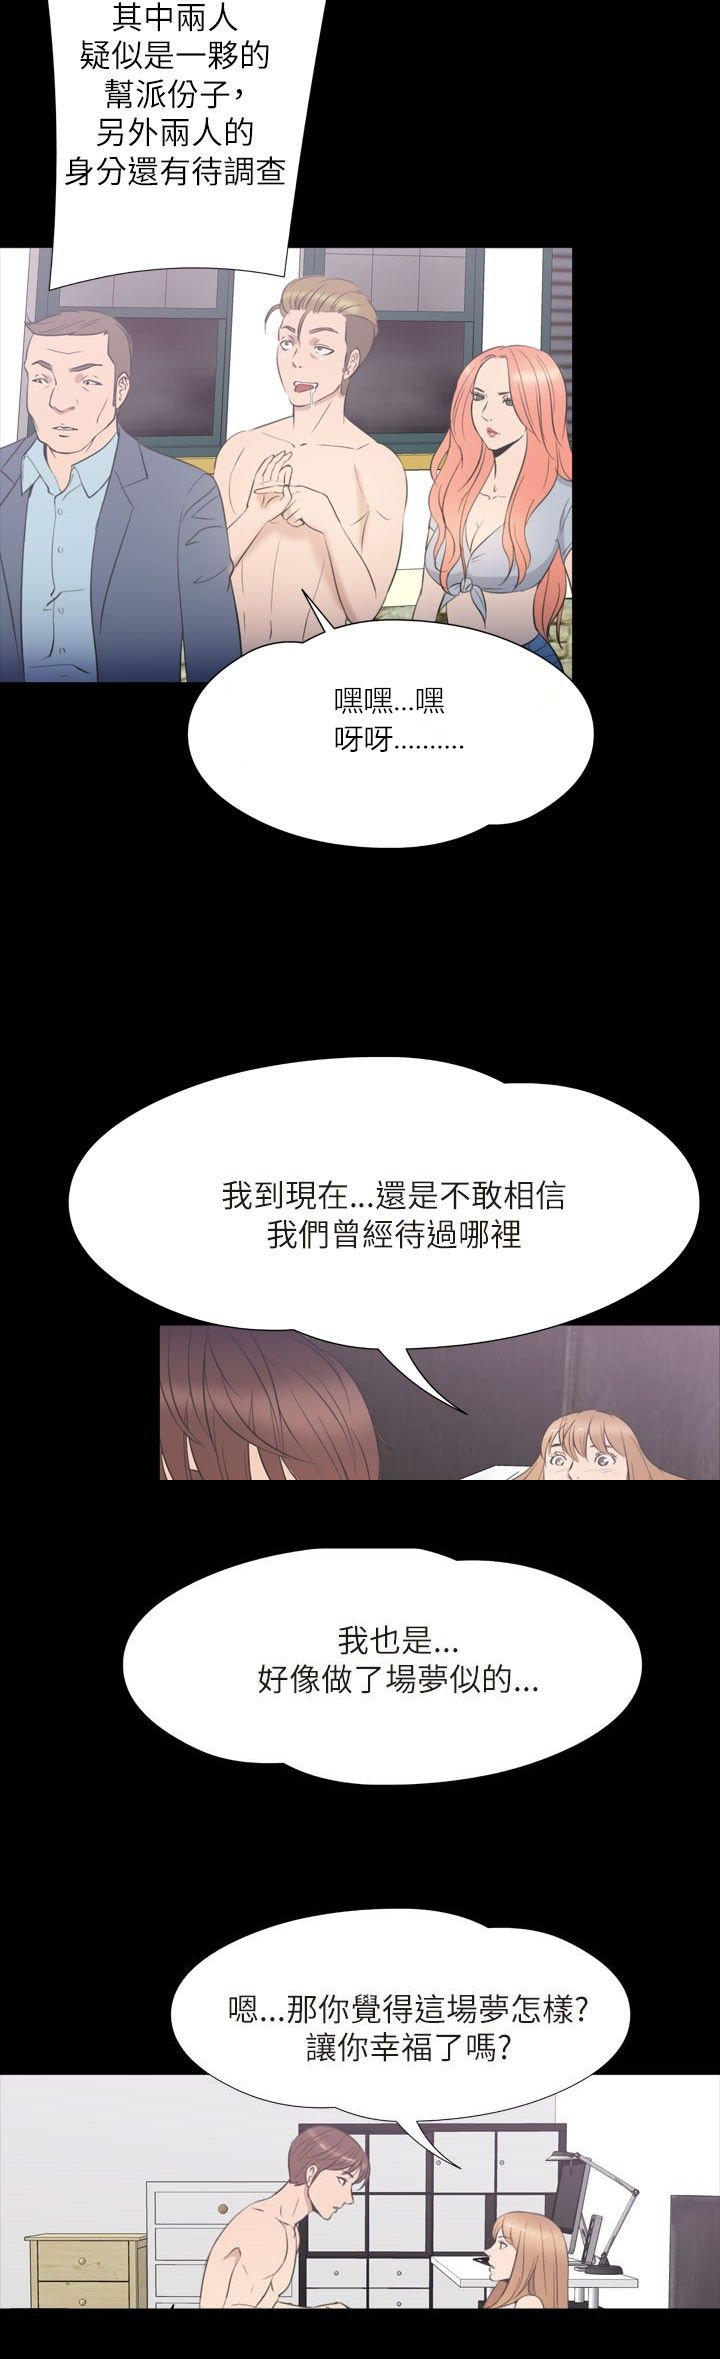 其中兩人
疑似是一夥的
幫派份子，
另外兩人的
身分還有待調查
嘿嘿...嘿
呀呀..........
我到現在...還是不敢相信
我們曾經待過哪裡
我也是...
好像做了場夢似的...
嗯...那你覺得這場夢怎樣?
讓你幸福了嗎?